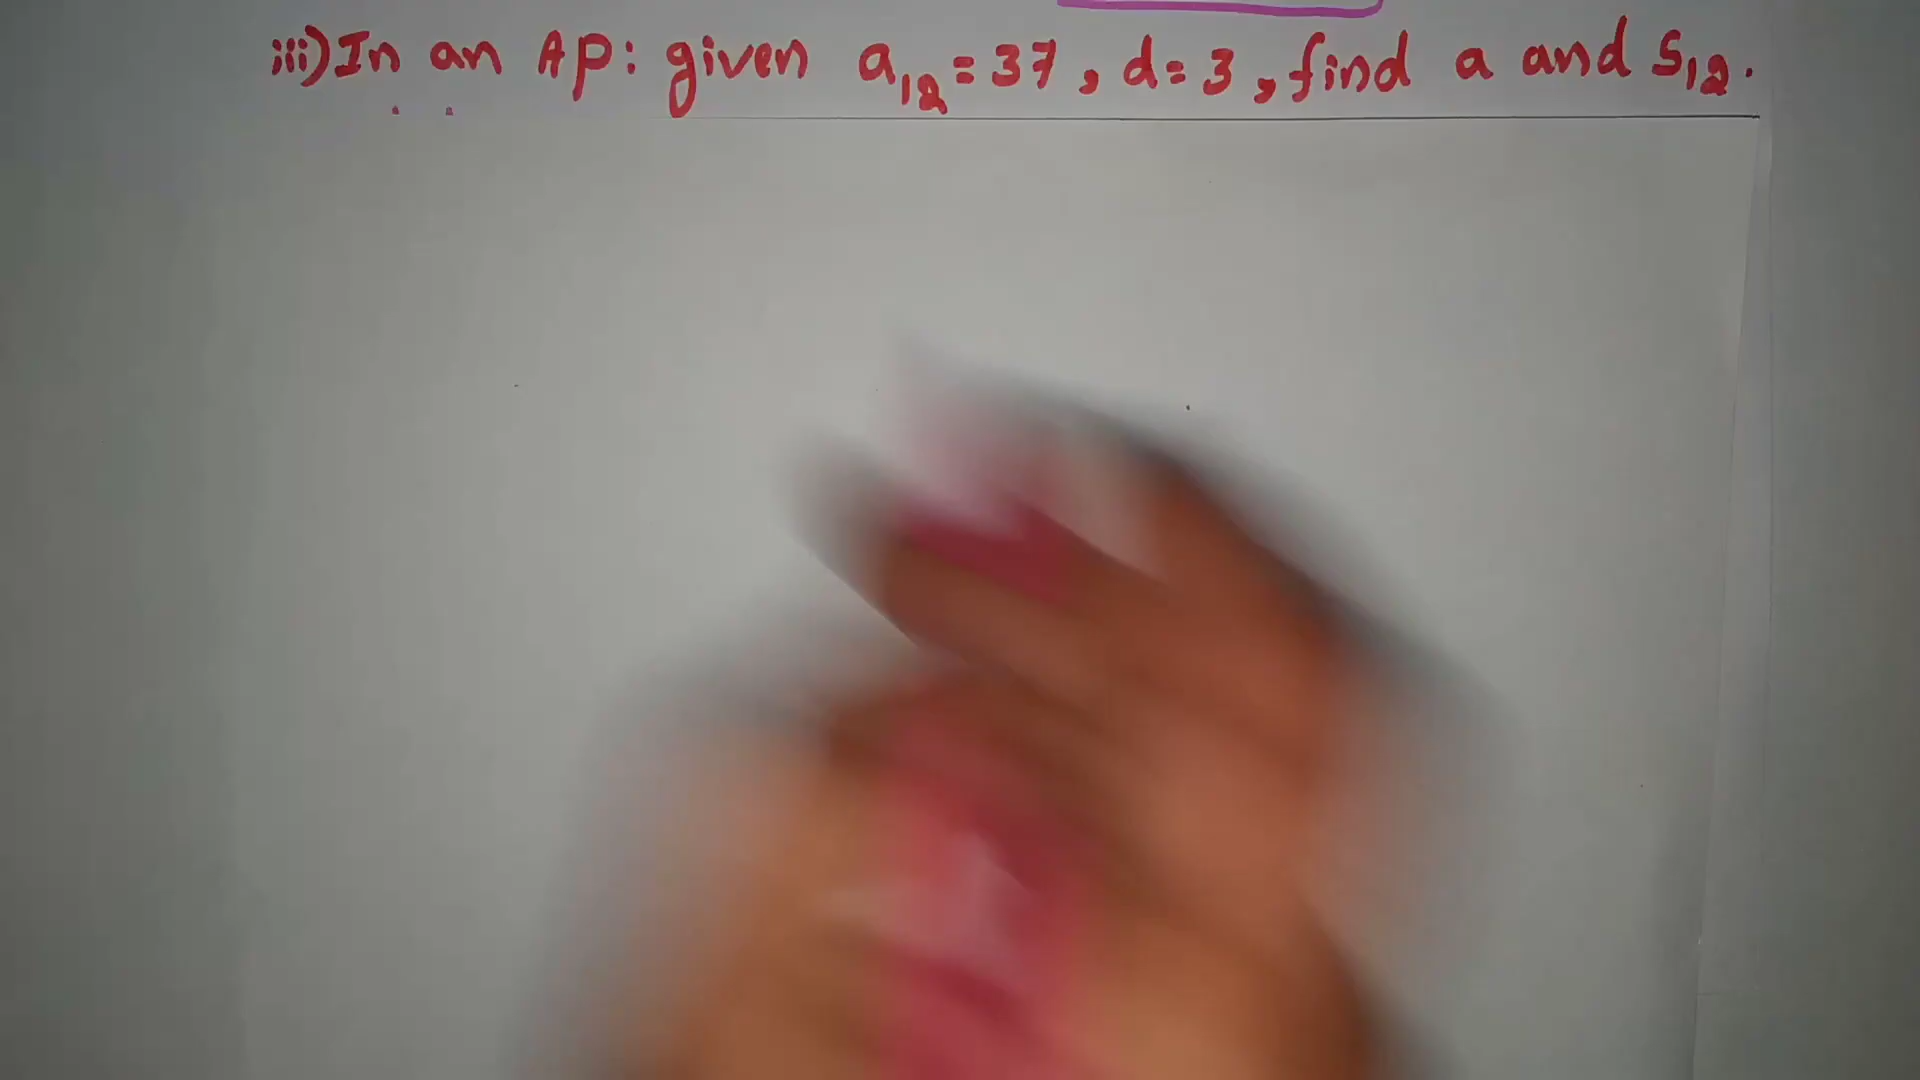 iii) In an AP: given a₁₂ = 37, d = 3, find a and S₁₂.